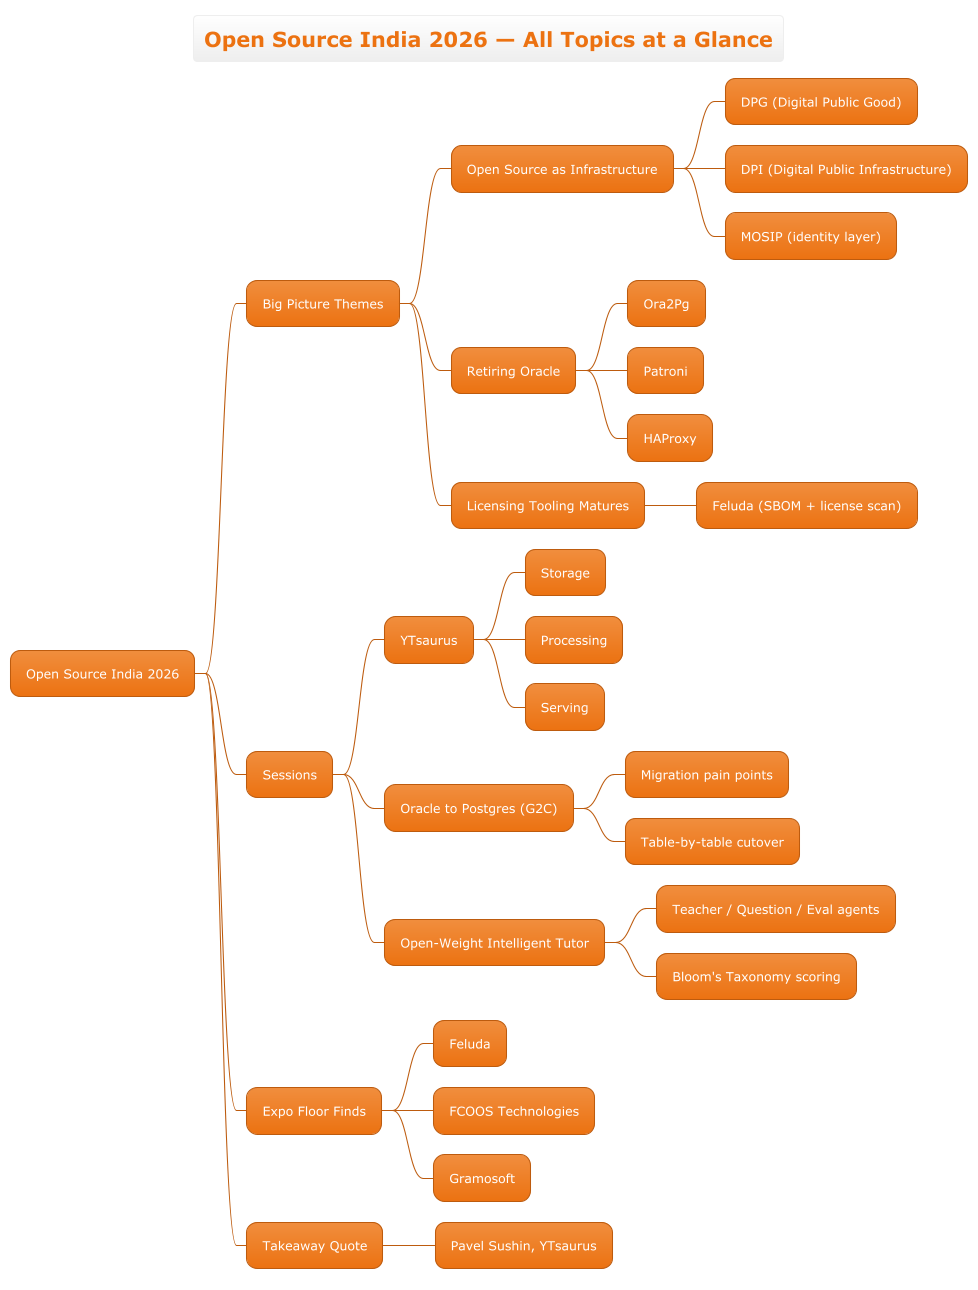 Open Source India 2026 — All Topics at a Glance
Open Source India 2026
Big Picture Themes
Open Source as Infrastructure
DPG (Digital Public Good)
DPI (Digital Public Infrastructure)
MOSIP (identity layer)
Retiring Oracle
Ora2Pg
Patroni
HAProxy
Licensing Tooling Matures
Feluda (SBOM + license scan)
Sessions
YTsaurus
Storage
Processing
Serving
Oracle to Postgres (G2C)
Migration pain points
Table-by-table cutover
Open-Weight Intelligent Tutor
Teacher / Question / Eval agents
Bloom's Taxonomy scoring
Expo Floor Finds
Feluda
FCOOS Technologies
Gramosoft
Takeaway Quote
Pavel Sushin, YTsaurus